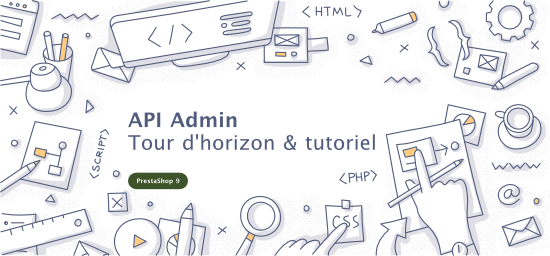 </>
<HTML>
<SCRIPT>
API Admin
Tour d'horizon & tutoriel
PrestaShop 9
<PHP>
CSS
@